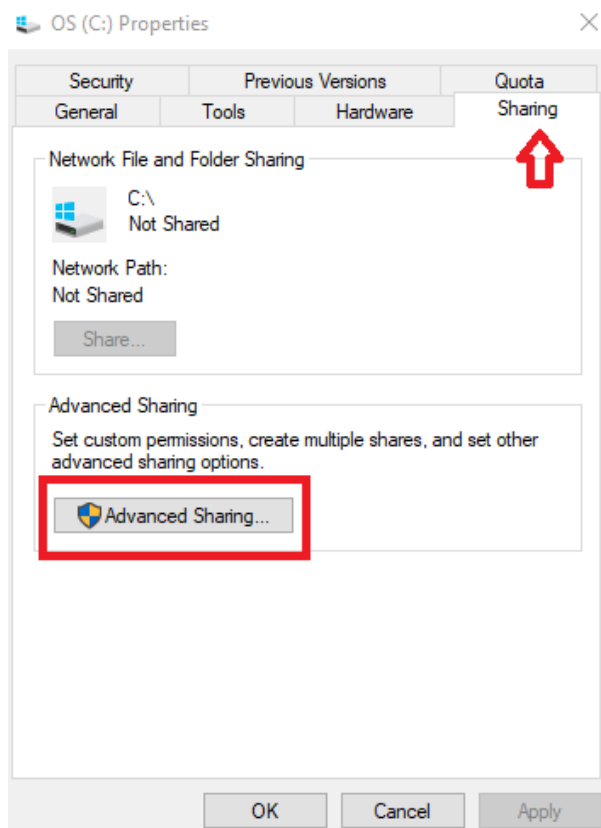 OS (C:) Properties
Security Previous Versions Quota
General Tools Hardware Sharing
Network File and Folder Sharing
C:\
Not Shared
Network Path:
Not Shared
Share...
Advanced Sharing
Set custom permissions, create multiple shares, and set other
advanced sharing options.
Advanced Sharing...
OK Cancel Apply